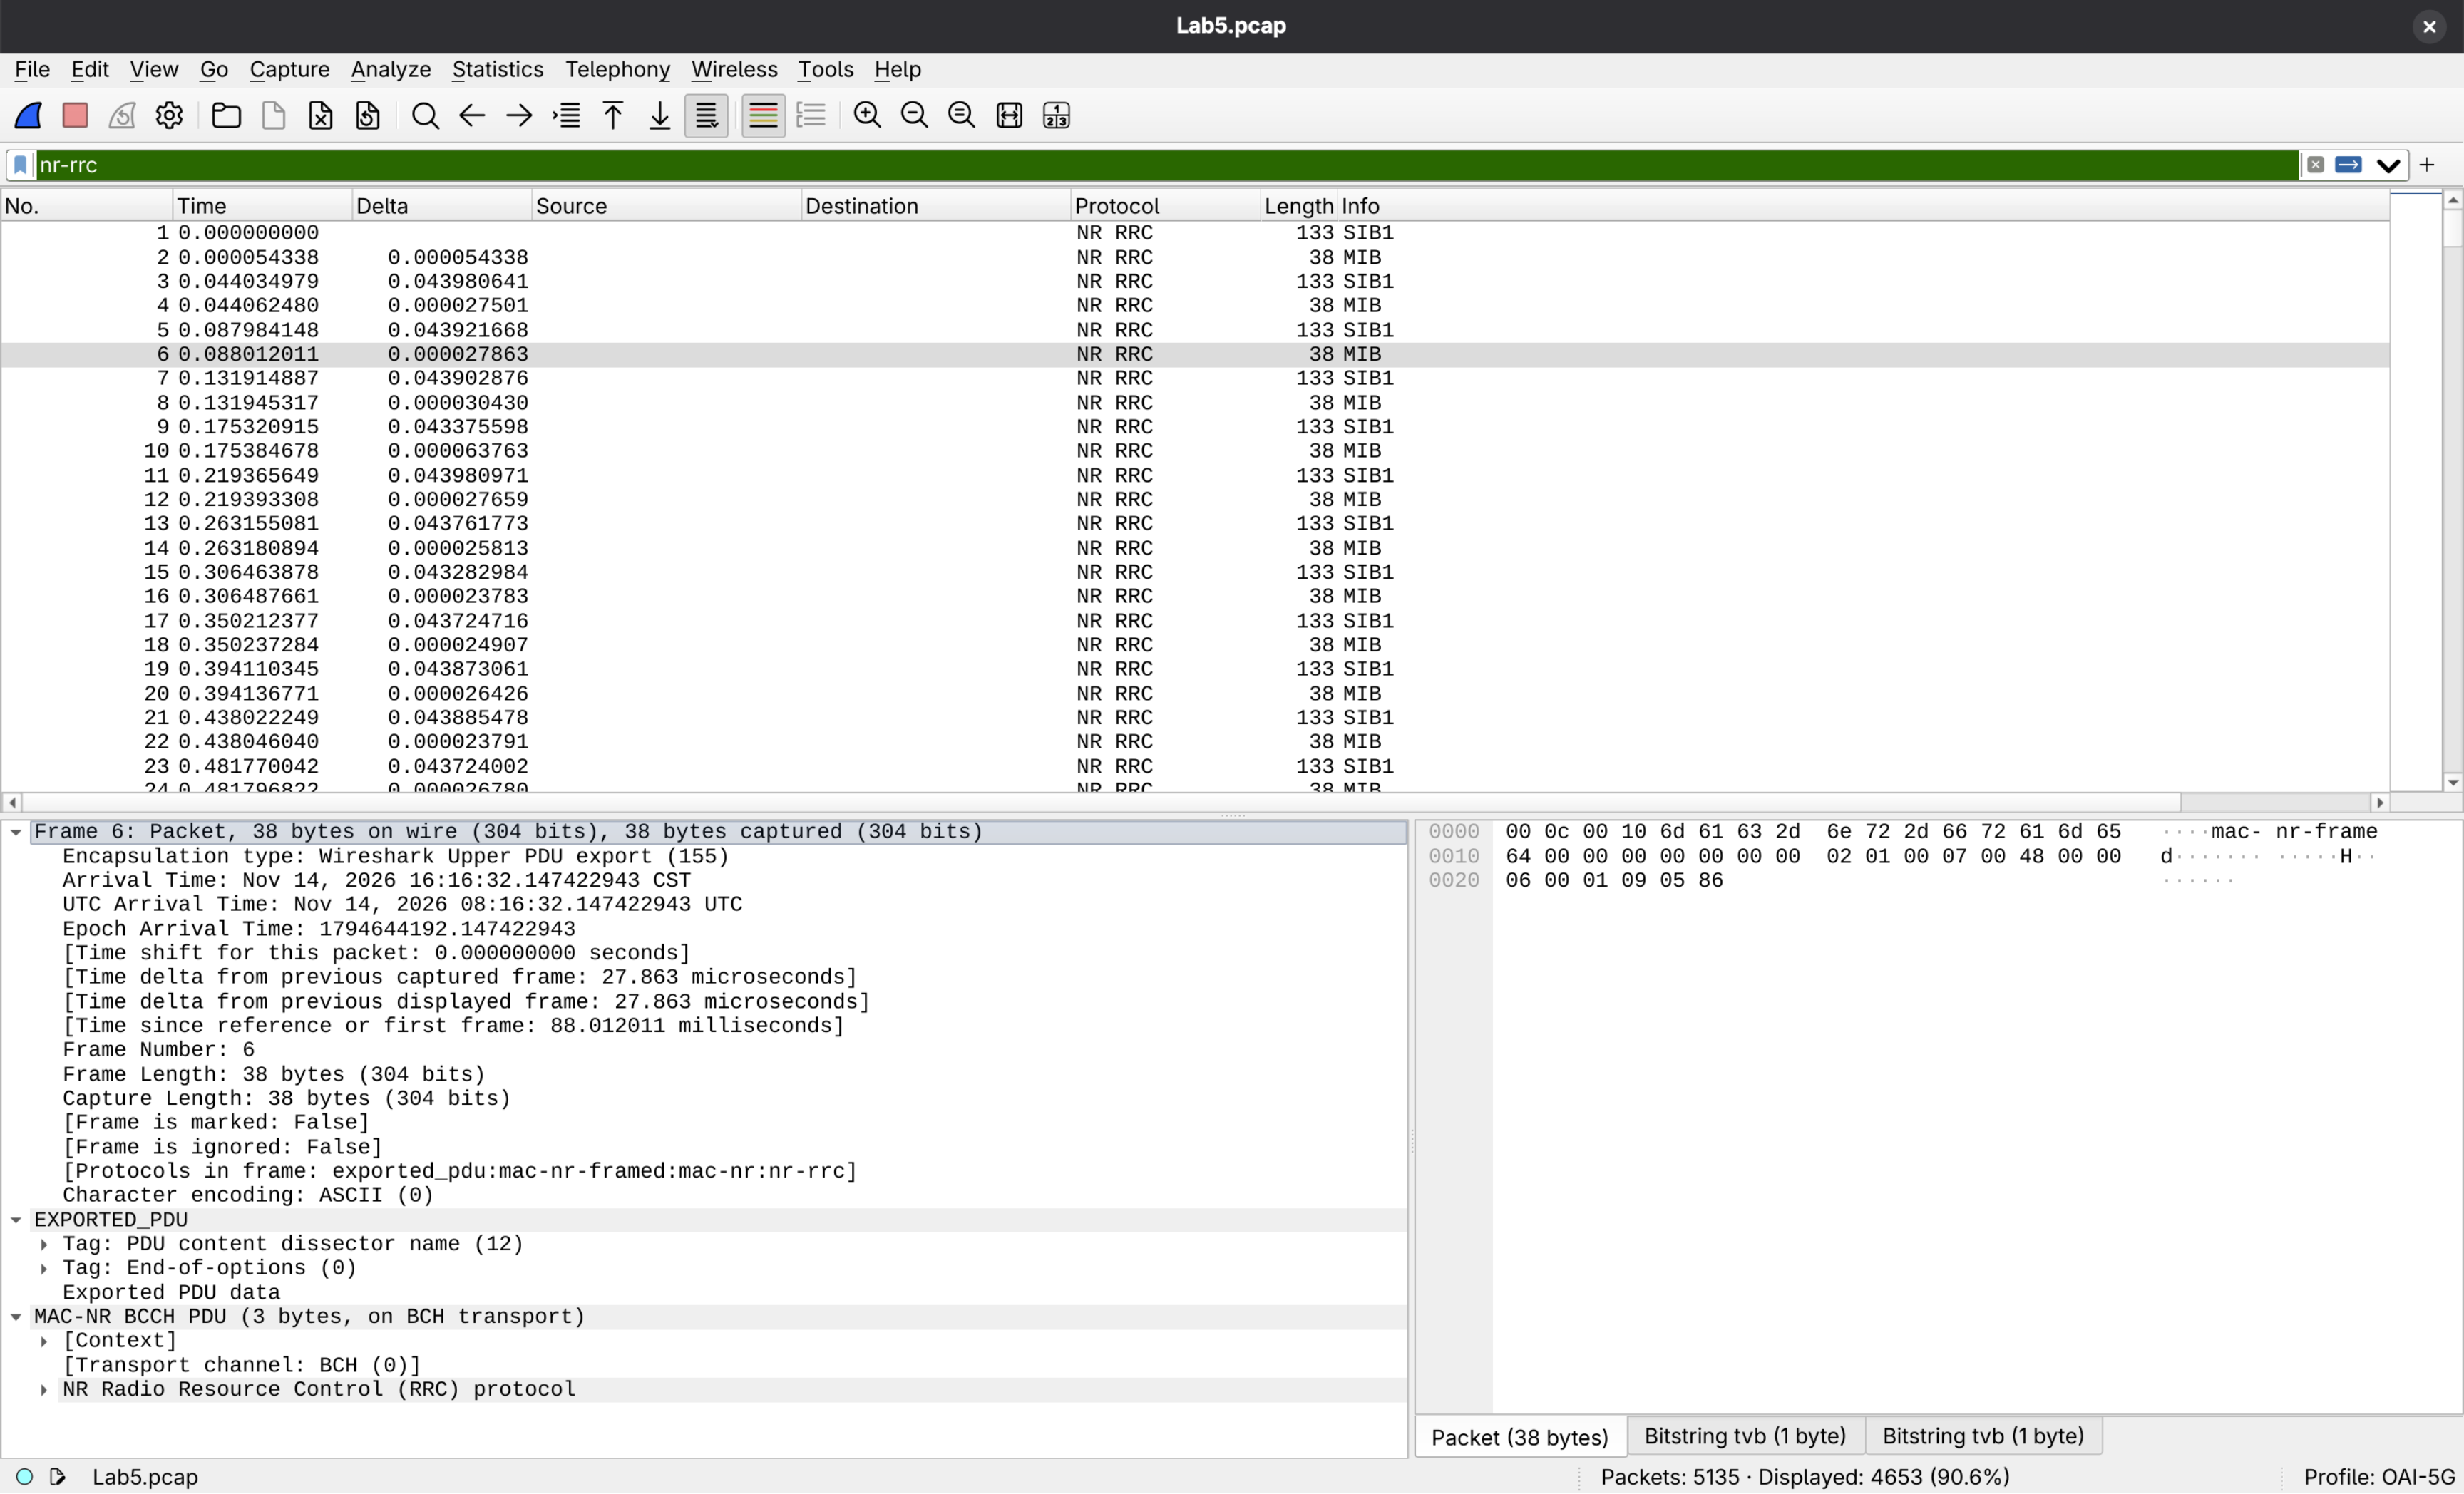 Lab5.pcap
File Edit View Go Capture Analyze Statistics Telephony Wireless Tools Help
nr-rrc
No. Time Delta Source Destination Protocol Length Info
1 0.000000000 NR RRC 133 SIB1
2 0.000054338 0.000054338 NR RRC 38 MIB
3 0.044034979 0.043980641 NR RRC 133 SIB1
4 0.044062480 0.000027501 NR RRC 38 MIB
5 0.087984148 0.043921668 NR RRC 133 SIB1
6 0.088012011 0.000027863 NR RRC 38 MIB
7 0.131914887 0.043902876 NR RRC 133 SIB1
8 0.131945317 0.000030430 NR RRC 38 MIB
9 0.175320915 0.043375598 NR RRC 133 SIB1
10 0.175384678 0.000063763 NR RRC 38 MIB
11 0.219365649 0.043980971 NR RRC 133 SIB1
12 0.219393308 0.000027659 NR RRC 38 MIB
13 0.263155081 0.043761773 NR RRC 133 SIB1
14 0.263180894 0.000025813 NR RRC 38 MIB
15 0.306463878 0.043282984 NR RRC 133 SIB1
16 0.306487661 0.000023783 NR RRC 38 MIB
17 0.350212377 0.043724716 NR RRC 133 SIB1
18 0.350237284 0.000024907 NR RRC 38 MIB
19 0.394110345 0.043873061 NR RRC 133 SIB1
20 0.394136771 0.000026426 NR RRC 38 MIB
21 0.438022249 0.043885478 NR RRC 133 SIB1
22 0.438046040 0.000023791 NR RRC 38 MIB
23 0.481770042 0.043724002 NR RRC 133 SIB1
24 0.481796822 0.000026780 NR RRC 38 MIB
Frame 6: Packet, 38 bytes on wire (304 bits), 38 bytes captured (304 bits)
Encapsulation type: Wireshark Upper PDU export (155)
Arrival Time: Nov 14, 2026 16:16:32.147422943 CST
UTC Arrival Time: Nov 14, 2026 08:16:32.147422943 UTC
Epoch Arrival Time: 1794644192.147422943
[Time shift for this packet: 0.000000000 seconds]
[Time delta from previous captured frame: 27.863 microseconds]
[Time delta from previous displayed frame: 27.863 microseconds]
[Time since reference or first frame: 88.012011 milliseconds]
Frame Number: 6
Frame Length: 38 bytes (304 bits)
Capture Length: 38 bytes (304 bits)
[Frame is marked: False]
[Frame is ignored: False]
[Protocols in frame: exported_pdu:mac-nr-framed:mac-nr:nr-rrc]
Character encoding: ASCII (0)
EXPORTED_PDU
Tag: PDU content dissector name (12)
Tag: End-of-options (0)
Exported PDU data
MAC-NR BCCH PDU (3 bytes, on BCH transport)
[Context]
[Transport channel: BCH (0)]
NR Radio Resource Control (RRC) protocol
0000 00 0c 00 10 6d 61 63 2d 6e 72 2d 66 72 61 6d 65 ····mac- nr-frame
0010 64 00 00 00 00 00 00 00 02 01 00 07 00 48 00 00 d······· ·····H··
0020 06 00 01 09 05 86 ······
Packet (38 bytes) Bitstring tvb (1 byte) Bitstring tvb (1 byte)
Lab5.pcap Packets: 5135 · Displayed: 4653 (90.6%) Profile: OAI-5G